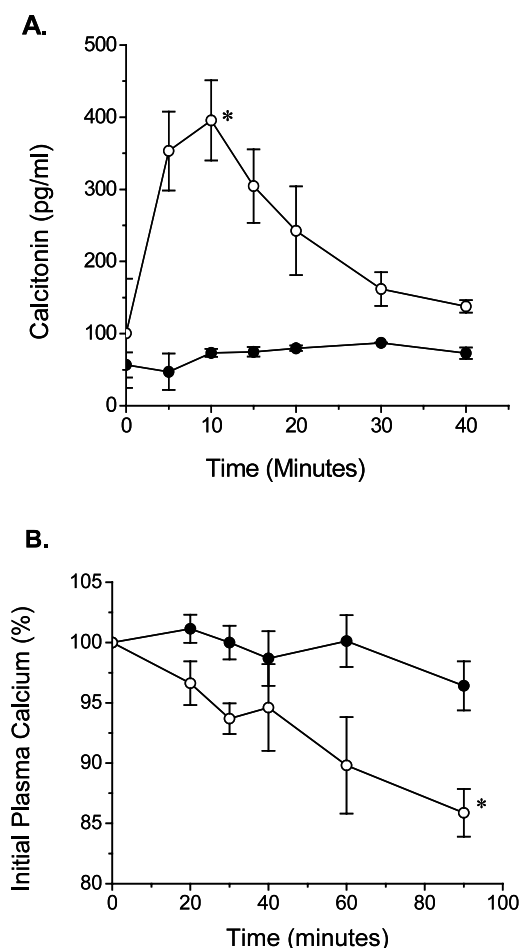 A.
500
400
300
200
100
0
Calcitonin (pg/ml)
*
0 10 20 30 40
Time (Minutes)
B.
105
100
95
90
85
80
Initial Plasma Calcium (%)
*
0 20 40 60 80 100
Time (minutes)